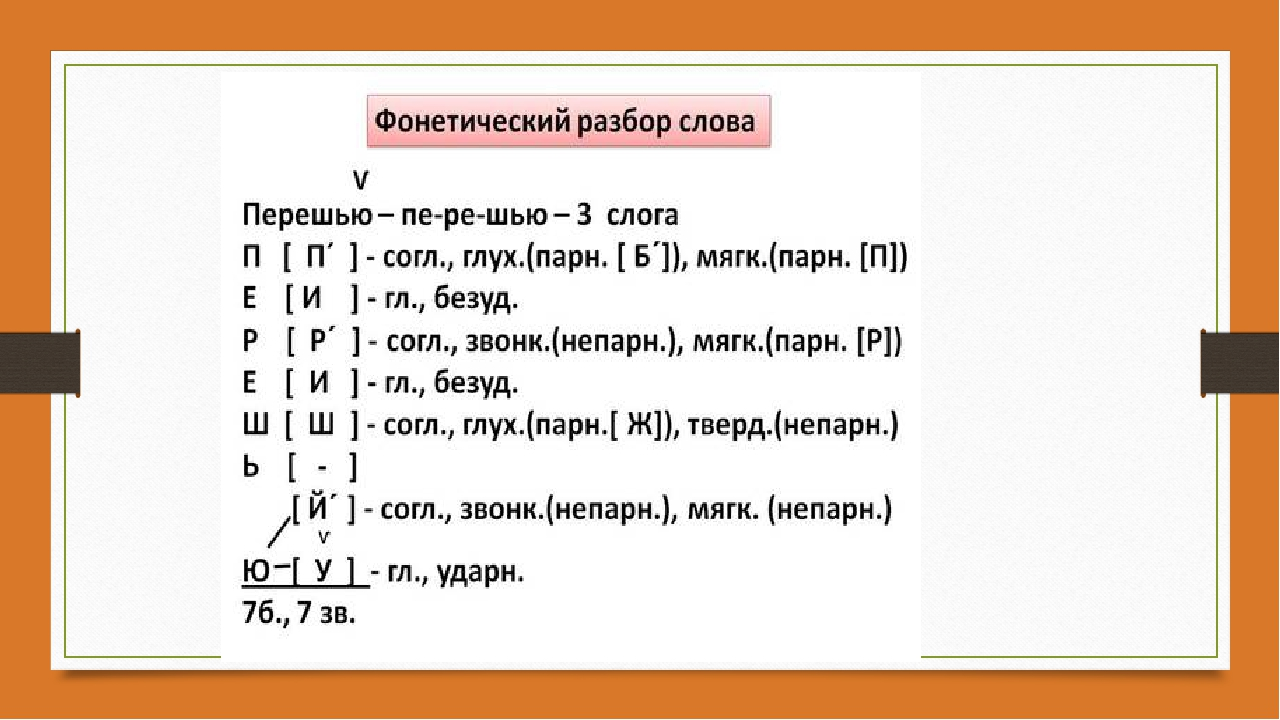 Фонетический разбор слова
V
Перешью – пе-ре-шью – 3 слога
П [ П´ ] - согл., глух.(парн. [ Б´]), мягк.(парн. [П])
Е [ И ] - гл., безуд.
Р [ Р´ ] - согл., звонк.(непарн.), мягк.(парн. [Р])
Е [ И ] - гл., безуд.
Ш [ Ш ] - согл., глух.(парн.[ Ж]), тверд.(непарн.)
Ь [ - ]
[ Й´ ] - согл., звонк.(непарн.), мягк. (непарн.)
v
Ю [ У ] - гл., ударн.
7б., 7 зв.